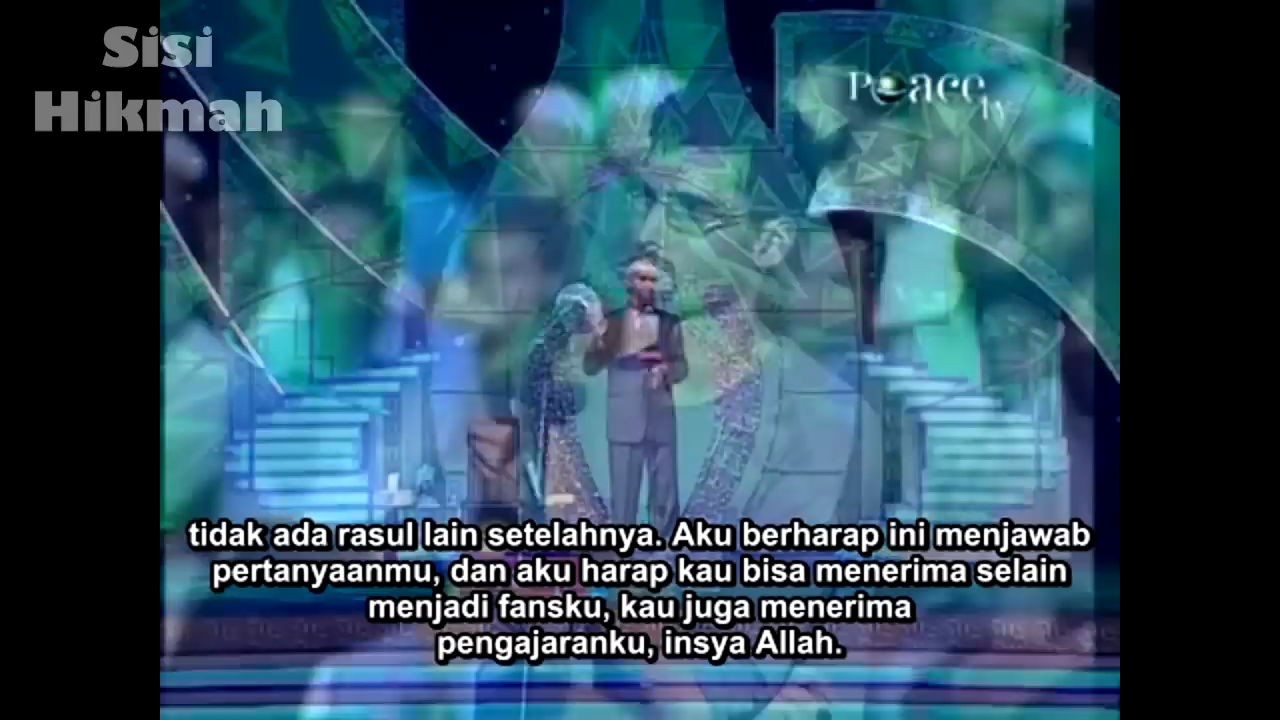 Sisi
Hikmah
Peace tv
tidak ada rasul lain setelahnya. Aku berharap ini menjawab
pertanyaanmu, dan aku harap kau bisa menerima selain
menjadi fansku, kau juga menerima
pengajaranku, insya Allah.